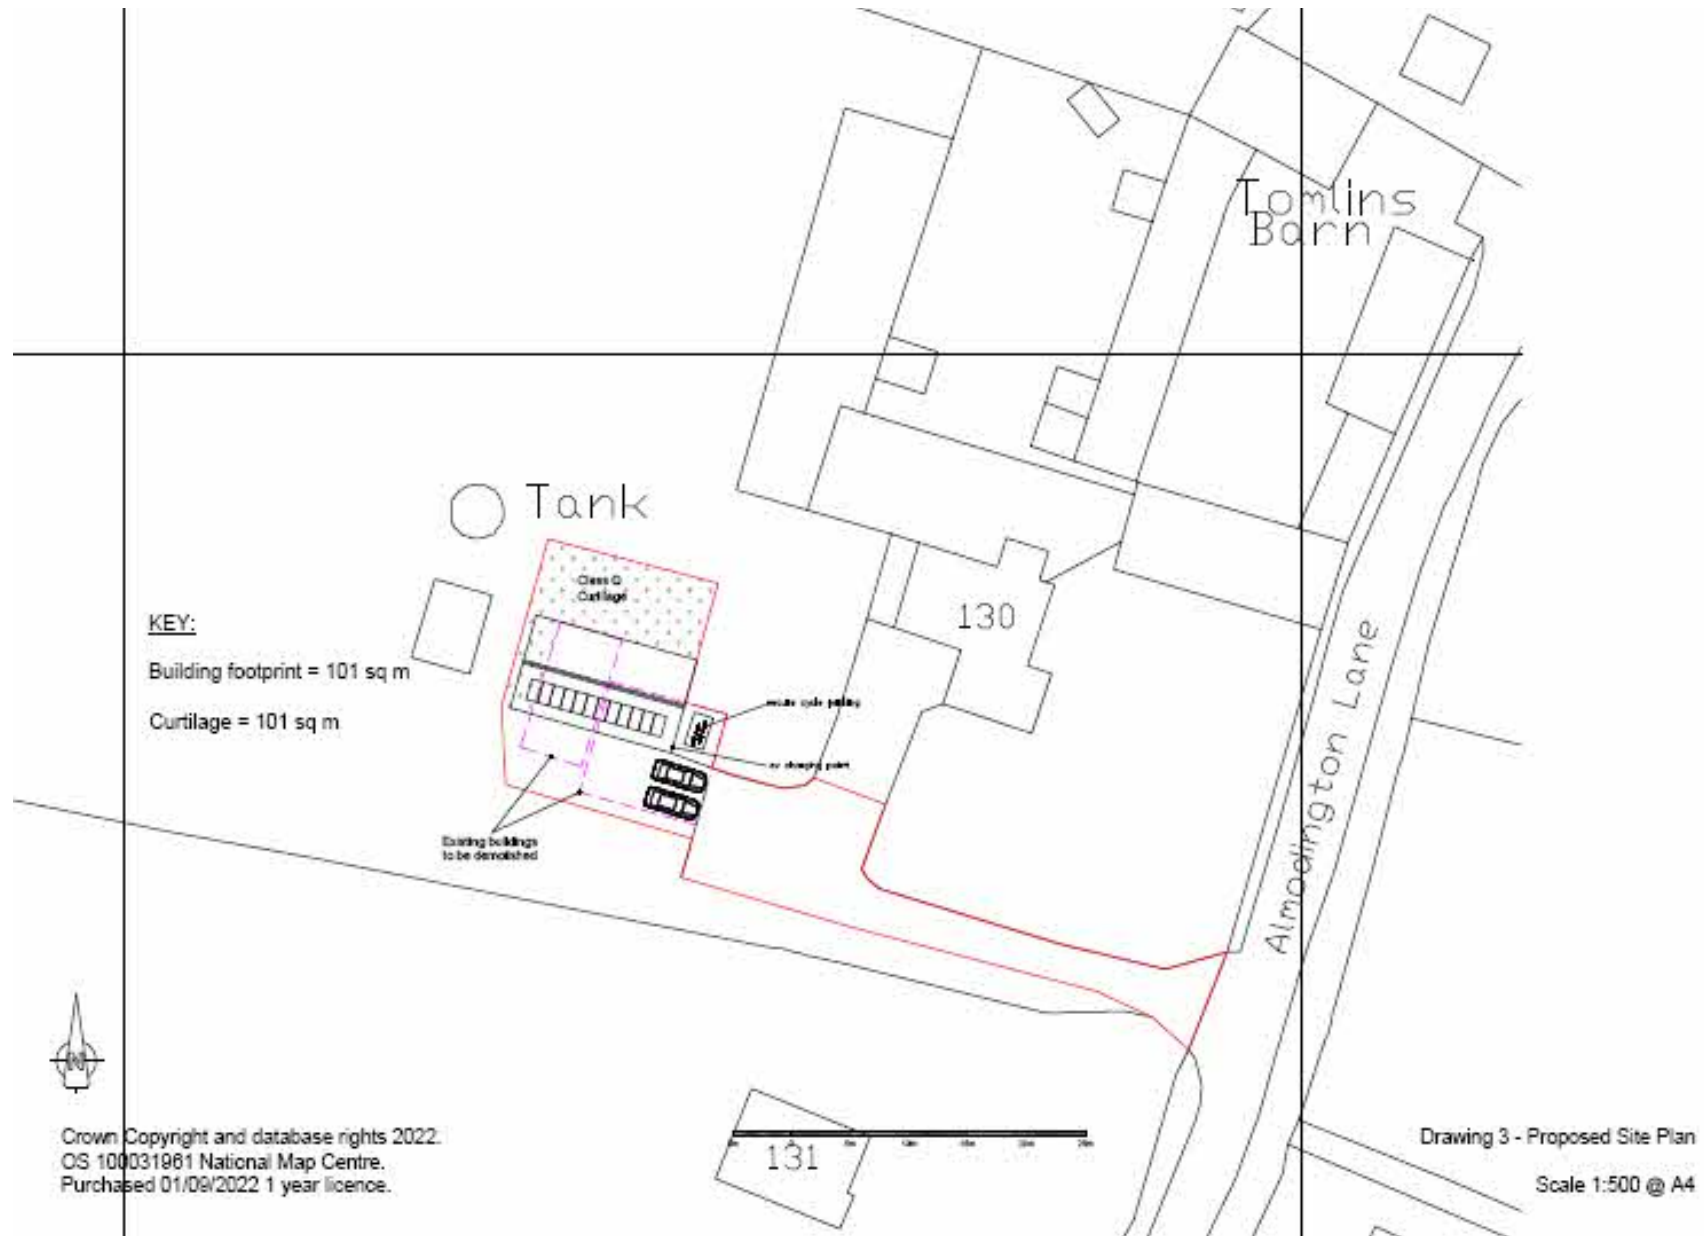 Tomlins
Barn
Tank
Class Q
Curtilage
130
KEY:
Building footprint = 101 sq m
Curtilage = 101 sq m
secure cycle parking
ev charging point
Existing buildings
to be demolished
Almodington Lane
N
131
Crown Copyright and database rights 2022.
OS 100031961 National Map Centre.
Purchased 01/09/2022 1 year licence.
Drawing 3 - Proposed Site Plan
Scale 1:500 @ A4